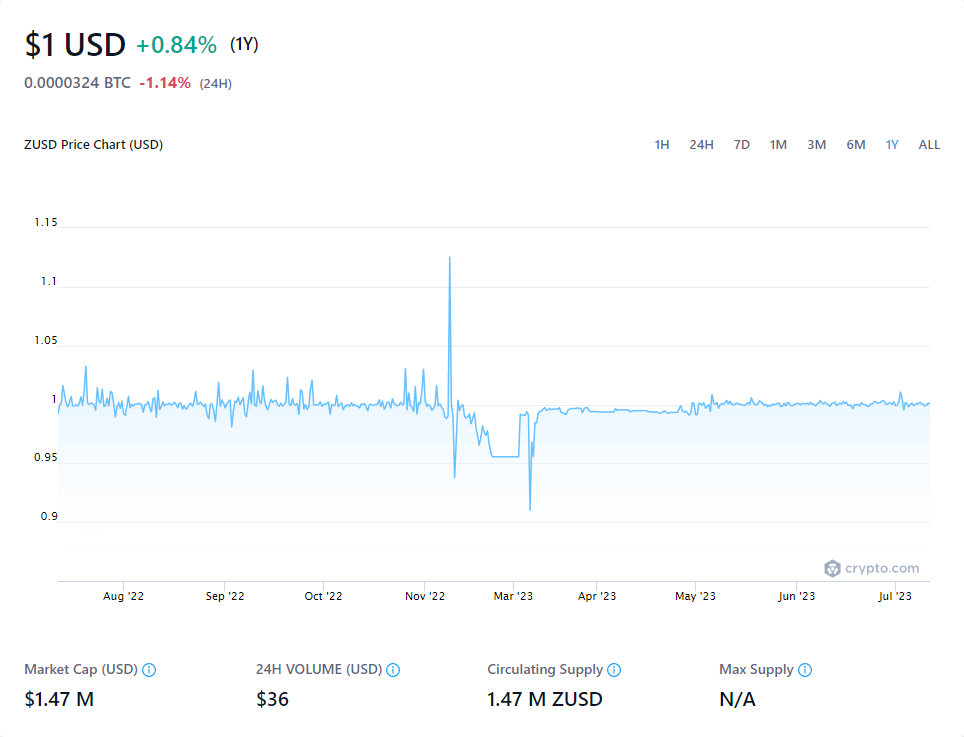 $1 USD +0.84% (1Y)
0.0000324 BTC -1.14% (24H)
ZUSD Price Chart (USD) 1H 24H 7D 1M 3M 6M 1Y ALL
1.15
1.1
1.05
1
0.95
0.9
crypto.com
Aug '22 Sep '22 Oct '22 Nov '22 Mar '23 Apr '23 May '23 Jun '23 Jul '23
Market Cap (USD) 24H VOLUME (USD) Circulating Supply Max Supply
$1.47 M $36 1.47 M ZUSD N/A